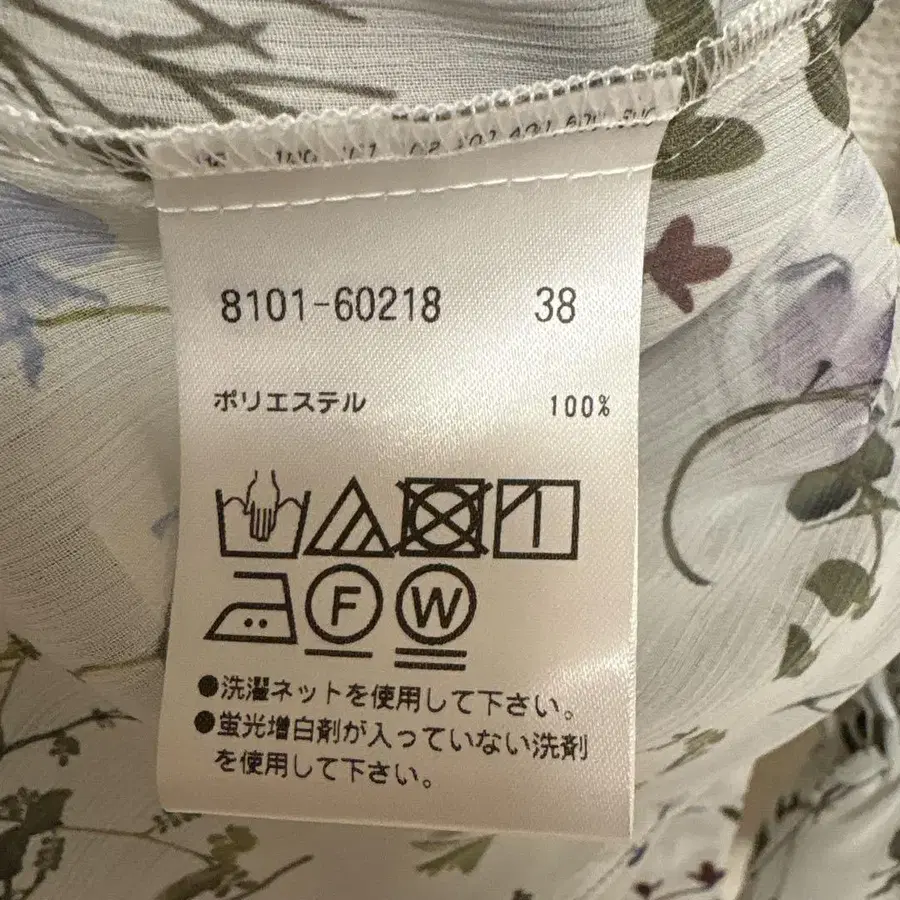 8101-60218 38
ポリエステル 100%
F W
●洗濯ネットを使用して下さい。
●蛍光増白剤が入っていない洗剤
を使用して下さい。